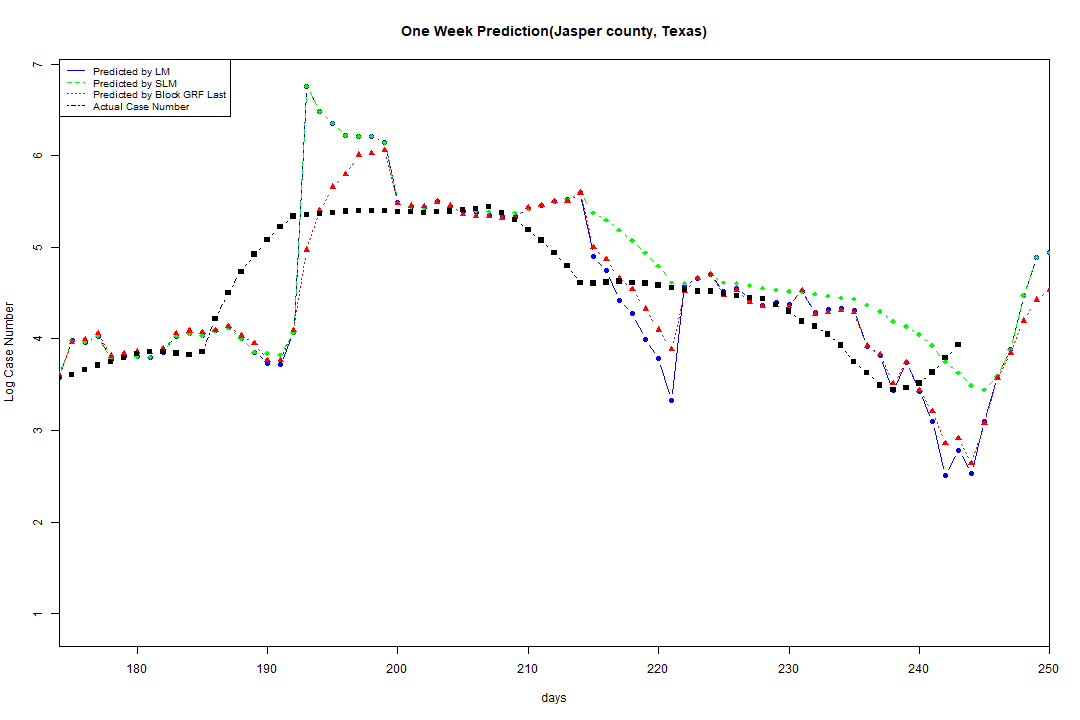 One Week Prediction(Jasper county, Texas)
Predicted by LM
Predicted by SLM
Predicted by Block GRF Last
Actual Case Number
Log Case Number
7
6
5
4
3
2
1
180 190 200 210 220 230 240 250
days